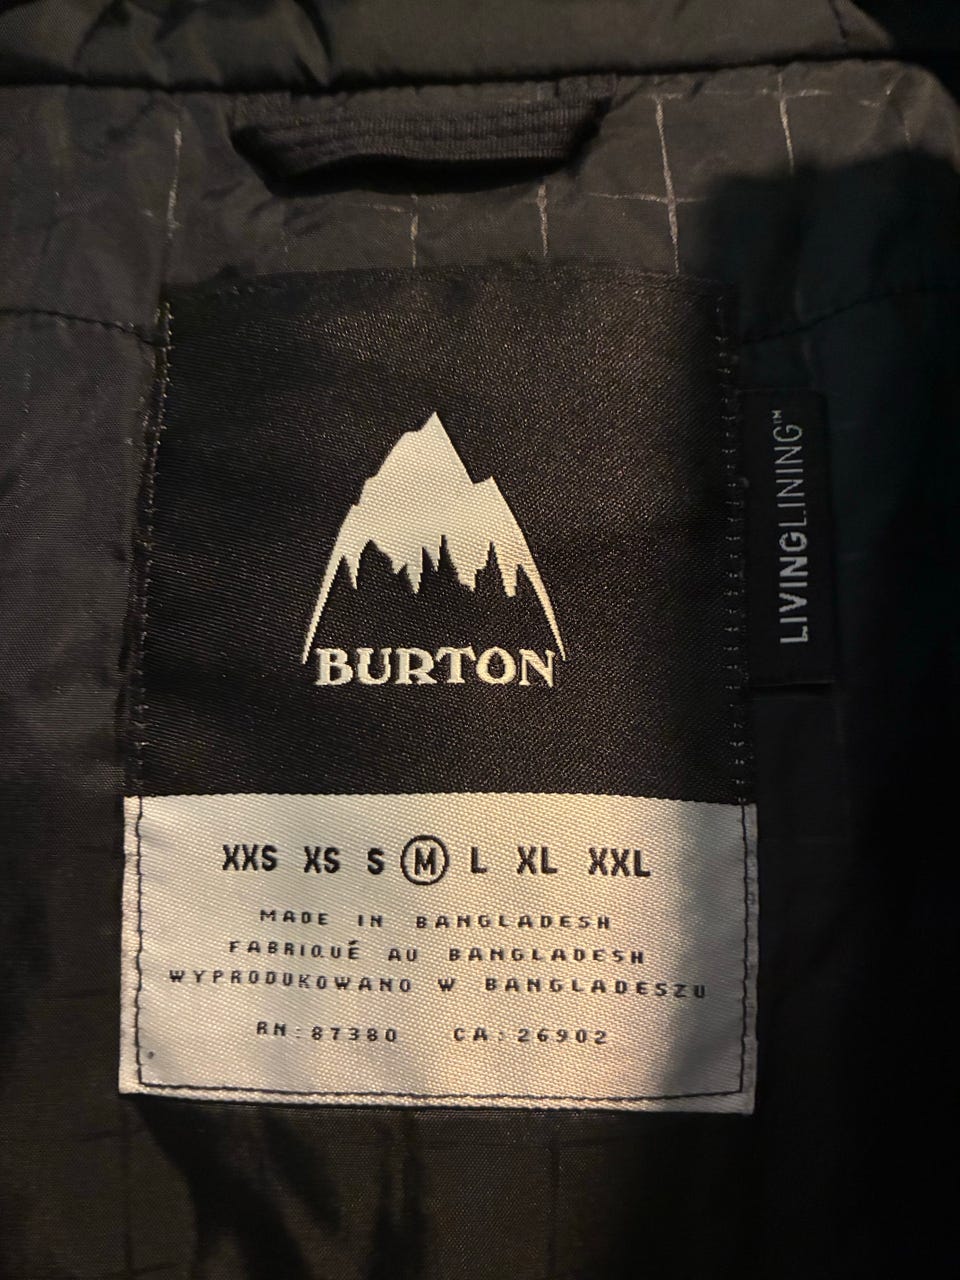 BURTON
LIVINGLINING™
XXS XS S M L XL XXL
MADE IN BANGLADESH
FABRIQUÉ AU BANGLADESH
WYPRODUKOWANO W BANGLADESZU
RN:87380 CA:26902